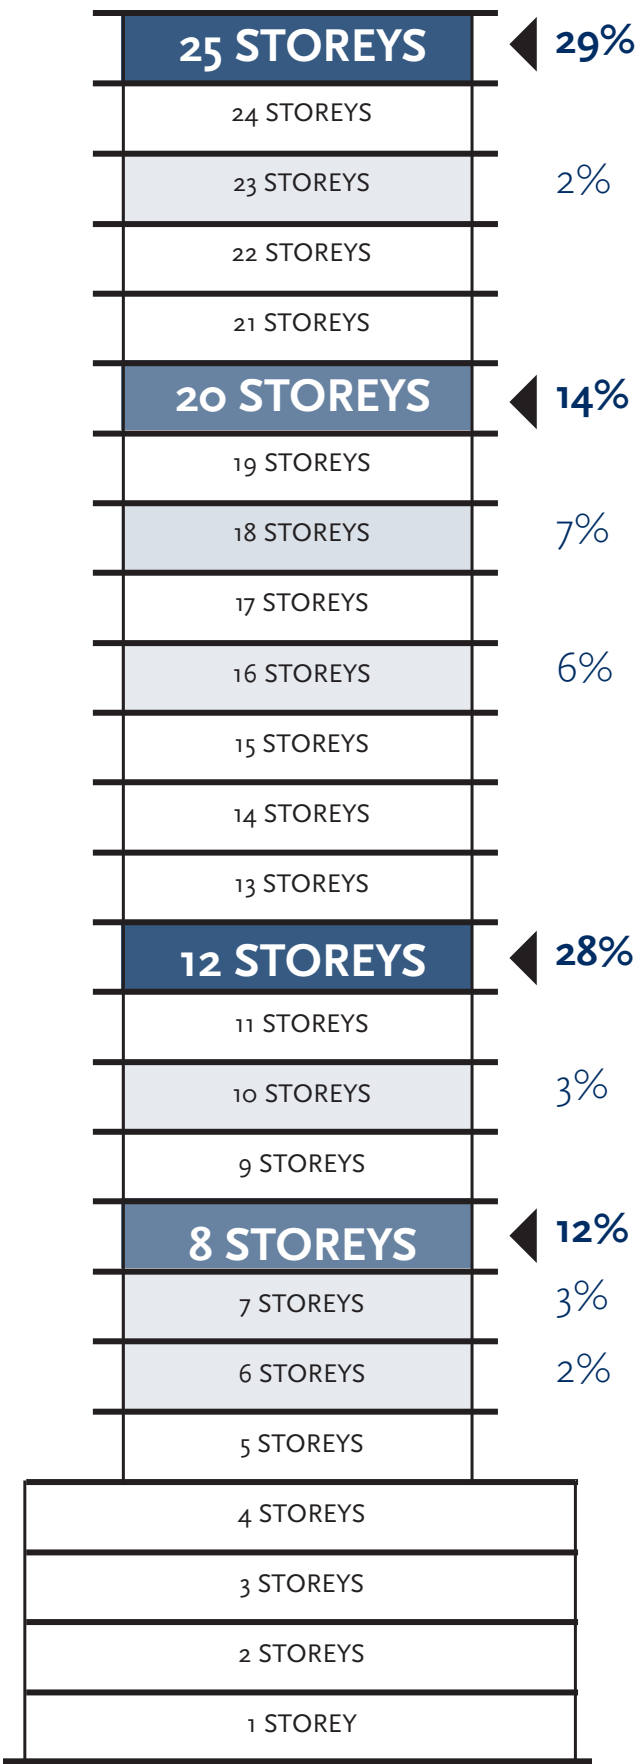 25 STOREYS 29%
24 STOREYS
23 STOREYS 2%
22 STOREYS
21 STOREYS
20 STOREYS 14%
19 STOREYS
18 STOREYS 7%
17 STOREYS
16 STOREYS 6%
15 STOREYS
14 STOREYS
13 STOREYS
12 STOREYS 28%
11 STOREYS
10 STOREYS 3%
9 STOREYS
8 STOREYS 12%
7 STOREYS 3%
6 STOREYS 2%
5 STOREYS
4 STOREYS
3 STOREYS
2 STOREYS
1 STOREY